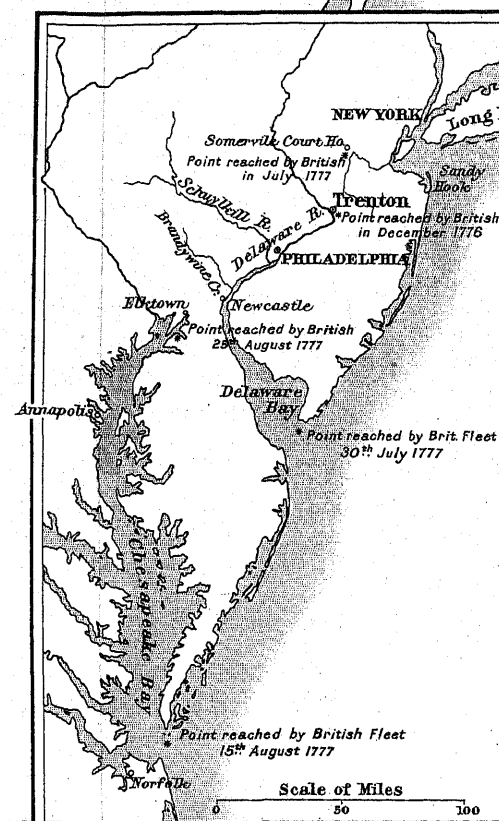 NEW YORK
Long
Somerville Court Ho.
Point reached by British
in July 1777
Sandy
Hook
Schuylkill R.
Trenton
Point reached by British
in December 1776
Delaware R.
Brandywine C.
PHILADELPHIA
Elktown
Newcastle
Point reached by British
25th August 1777
Delaware
Bay
Annapolis
Point reached by Brit. Fleet
30th July 1777
Chesapeake Bay
Point reached by British Fleet
15th August 1777
Norfolk
Scale of Miles
0 50 100